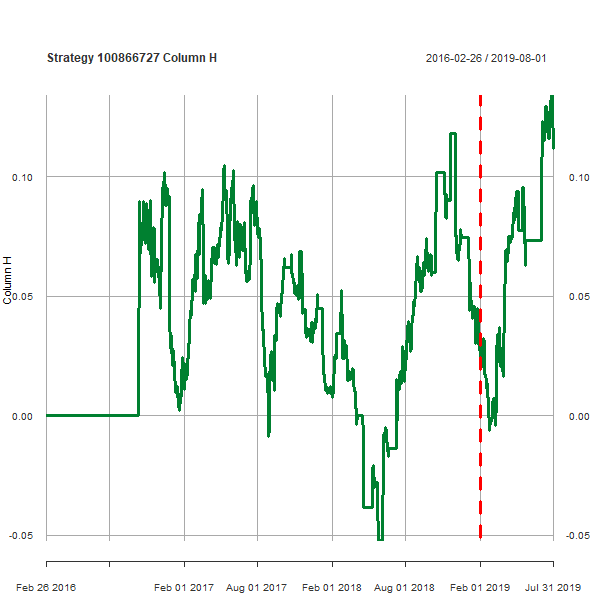 Strategy 100866727 Column H 2016-02-26 / 2019-08-01
0.10 0.10
0.05 0.05
Column H
0.00 0.00
-0.05 -0.05
Feb 26 2016 Feb 01 2017 Aug 01 2017 Feb 01 2018 Aug 01 2018 Feb 01 2019 Jul 31 2019